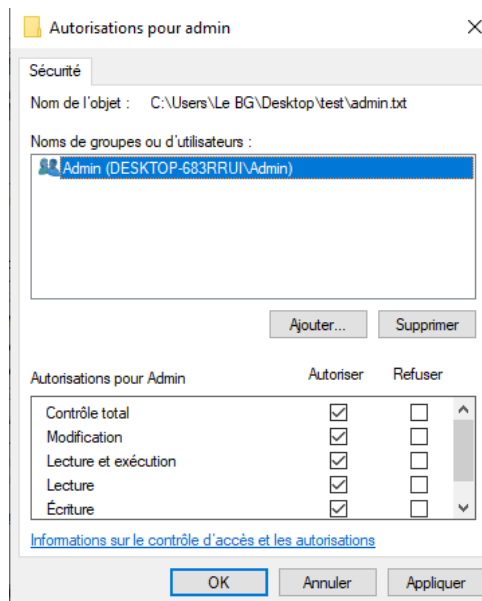 Autorisations pour admin
Sécurité
Nom de l'objet : C:\Users\Le BG\Desktop\test\admin.txt
Noms de groupes ou d'utilisateurs :
Admin (DESKTOP-683RRUI\Admin)
Ajouter... Supprimer
Autorisations pour Admin Autoriser Refuser
Contrôle total
Modification
Lecture et exécution
Lecture
Écriture
Informations sur le contrôle d'accès et les autorisations
OK Annuler Appliquer